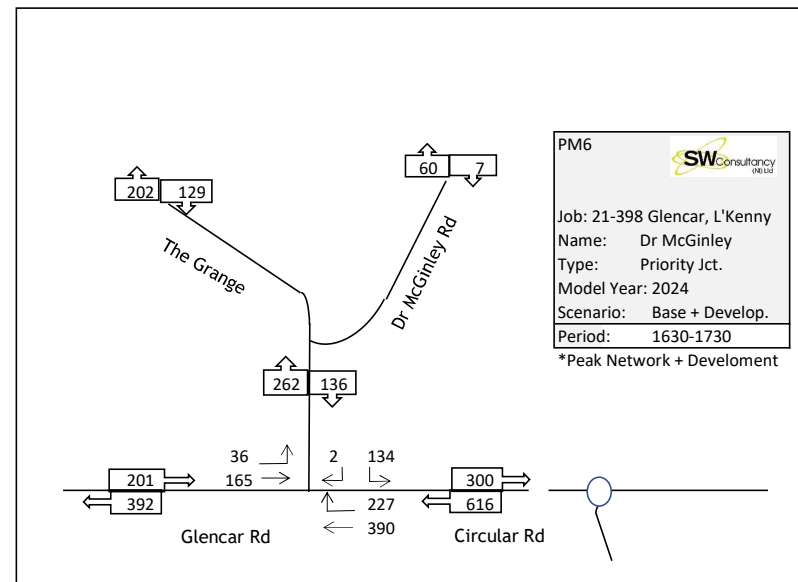 PM6
SWConsultancy
(NI) Ltd
Job: 21-398 Glencar, L'Kenny
Name: Dr McGinley
Type: Priority Jct.
Model Year: 2024
Scenario: Base + Develop.
Period: 1630-1730
*Peak Network + Develoment
60 7
202 129
The Grange
Dr McGinley Rd
262 136
36 2 134
201 165 300
392 227 616
390
Glencar Rd Circular Rd